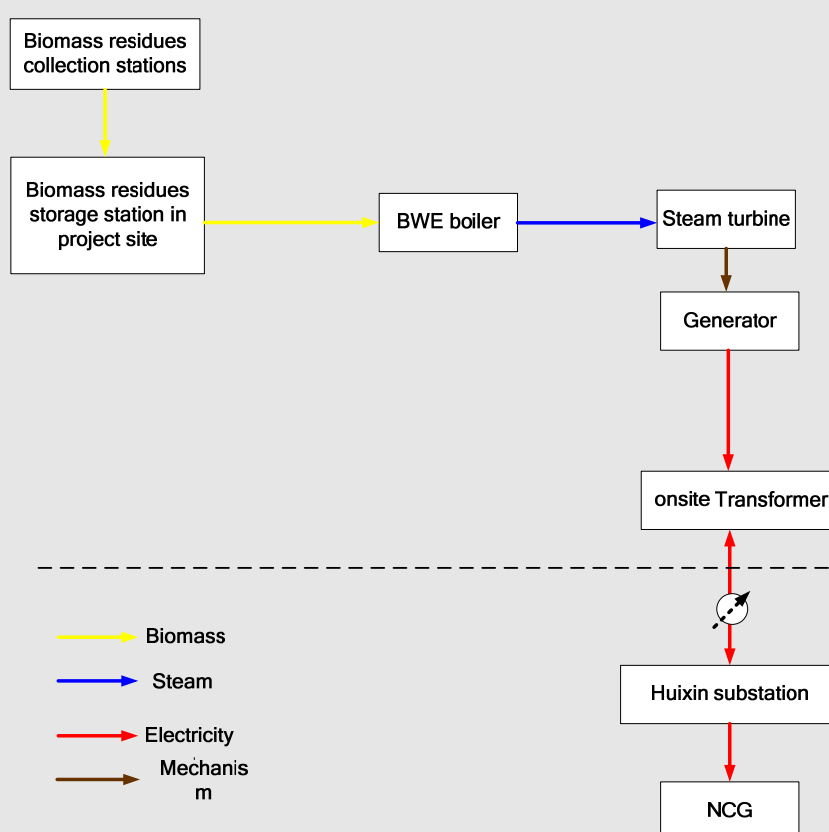 Biomass residues
collection stations
Biomass residues
storage station in
project site
BWE boiler
Steam turbine
Generator
onsite Transformer
Biomass
Steam
Huixin substation
Electricity
Mechanis
m
NCG